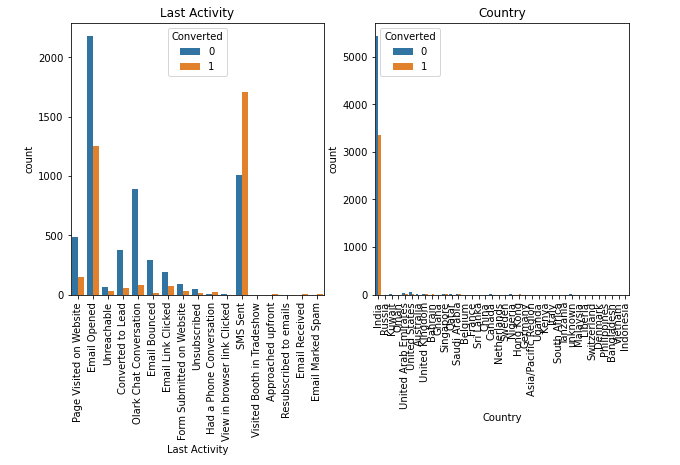 Last Activity
Converted
0
1
2000
1500
1000
500
0
count
Page Visited on Website
Email Opened
Unreachable
Converted to Lead
Olark Chat Conversation
Email Bounced
Email Link Clicked
Form Submitted on Website
Unsubscribed
Had a Phone Conversation
View in browser link Clicked
SMS Sent
Visited Booth in Tradeshow
Approached upfront
Resubscribed to emails
Email Received
Email Marked Spam
Last Activity
Country
Converted
0
1
5000
4000
3000
2000
1000
0
count
India
Russia
Kuwait
Oman
United Arab Emirates
United States
Australia
United Kingdom
Bahrain
Ghana
Singapore
Qatar
Saudi Arabia
Belgium
France
Sri Lanka
China
Canada
Netherlands
Sweden
Nigeria
Hong Kong
Germany
Asia/Pacific Region
Uganda
Kenya
Italy
South Africa
Tanzania
unknown
Malaysia
Liberia
Switzerland
Denmark
Philippines
Bangladesh
Vietnam
Indonesia
Country